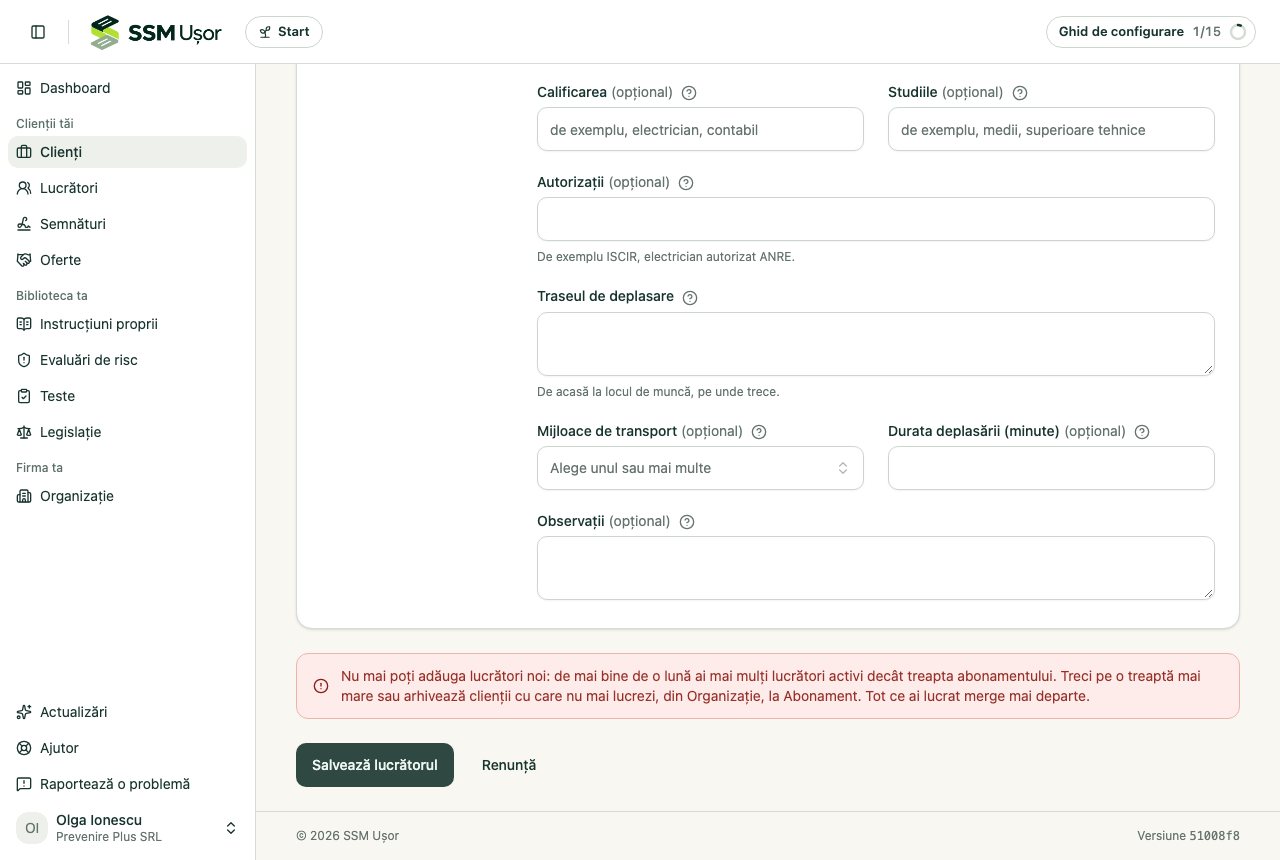 SSM Ușor
Start
Ghid de configurare 1/15
Dashboard
Clienții tăi
Clienți
Lucrători
Semnături
Oferte
Biblioteca ta
Instrucțiuni proprii
Evaluări de risc
Teste
Legislație
Firma ta
Organizație
Actualizări
Ajutor
Raportează o problemă
OI
Olga Ionescu
Prevenire Plus SRL
Calificarea (opțional)
Studiile (opțional)
de exemplu, electrician, contabil
de exemplu, medii, superioare tehnice
Autorizații (opțional)
De exemplu ISCIR, electrician autorizat ANRE.
Traseul de deplasare
De acasă la locul de muncă, pe unde trece.
Mijloace de transport (opțional)
Durata deplasării (minute) (opțional)
Alege unul sau mai multe
Observații (opțional)
Nu mai poți adăuga lucrători noi: de mai bine de o lună ai mai mulți lucrători activi decât treapta abonamentului. Treci pe o treaptă mai
mare sau arhivează clienții cu care nu mai lucrezi, din Organizație, la Abonament. Tot ce ai lucrat merge mai departe.
Salvează lucrătorul
Renunță
© 2026 SSM Ușor
Versiune 51008f8